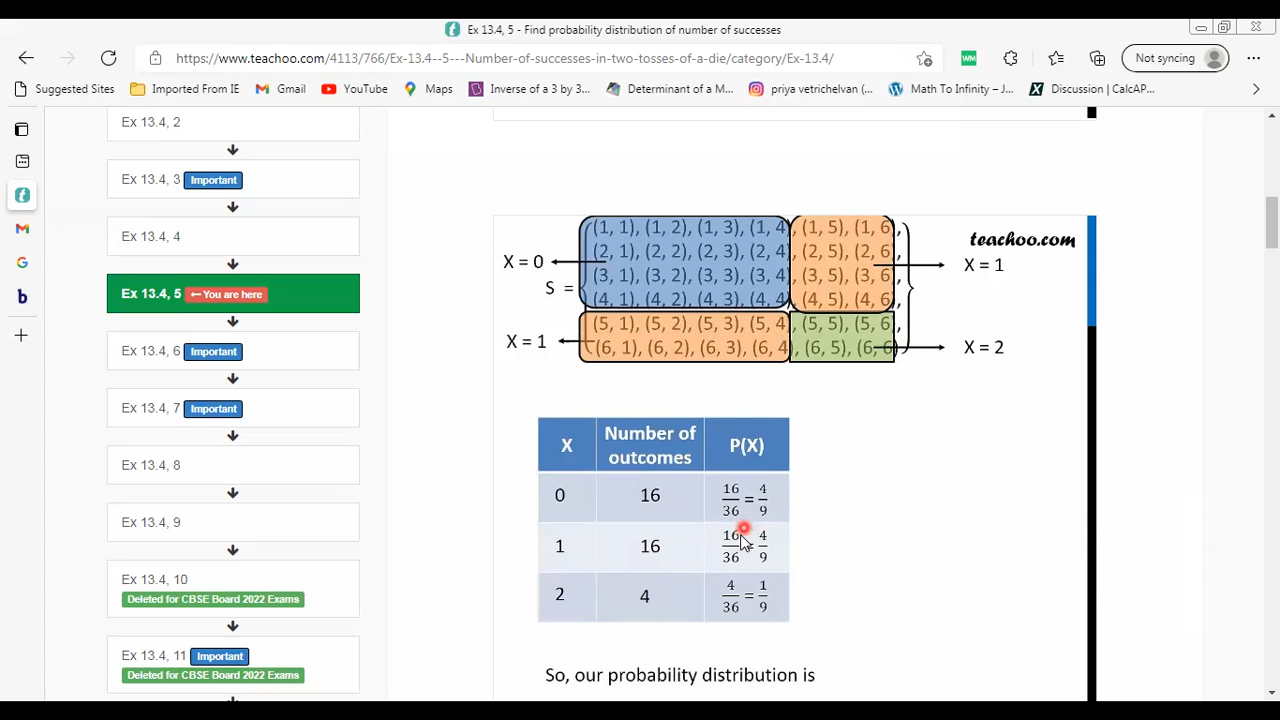 Ex 13.4, 5 - Find probability distribution of number of successes
https://www.teachoo.com/4113/766/Ex-13.4--5---Number-of-successes-in-two-tosses-of-a-die/category/Ex-13.4/
WM
Not syncing
Suggested Sites
Imported From IE
Gmail
YouTube
Maps
Inverse of a 3 by 3...
Determinant of a M...
priya vetrichelvan (...
Math To Infinity – J...
Discussion | CalcAP...
Ex 13.4, 2
Ex 13.4, 3 Important
Ex 13.4, 4
Ex 13.4, 5 ←You are here
Ex 13.4, 6 Important
Ex 13.4, 7 Important
Ex 13.4, 8
Ex 13.4, 9
Ex 13.4, 10
Deleted for CBSE Board 2022 Exams
Ex 13.4, 11 Important
Deleted for CBSE Board 2022 Exams
teachoo.com
(1, 1), (1, 2), (1, 3), (1, 4), (1, 5), (1, 6),
(2, 1), (2, 2), (2, 3), (2, 4), (2, 5), (2, 6),
X = 0
X = 1
(3, 1), (3, 2), (3, 3), (3, 4), (3, 5), (3, 6),
S =
(4, 1), (4, 2), (4, 3), (4, 4), (4, 5), (4, 6),
(5, 1), (5, 2), (5, 3), (5, 4), (5, 5), (5, 6),
X = 1
(6, 1), (6, 2), (6, 3), (6, 4), (6, 5), (6, 6)
X = 2
X Number of outcomes P(X)
0 16 16/36 = 4/9
1 16 16/36 = 4/9
2 4 4/36 = 1/9
So, our probability distribution is